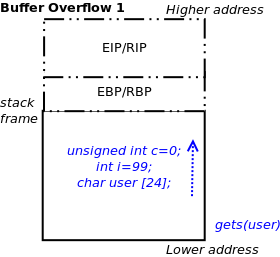 Buffer Overflow 1
Higher address
EIP/RIP
EBP/RBP
stack
frame
unsigned int c=0;
int i=99;
char user [24];
gets(user)
Lower address